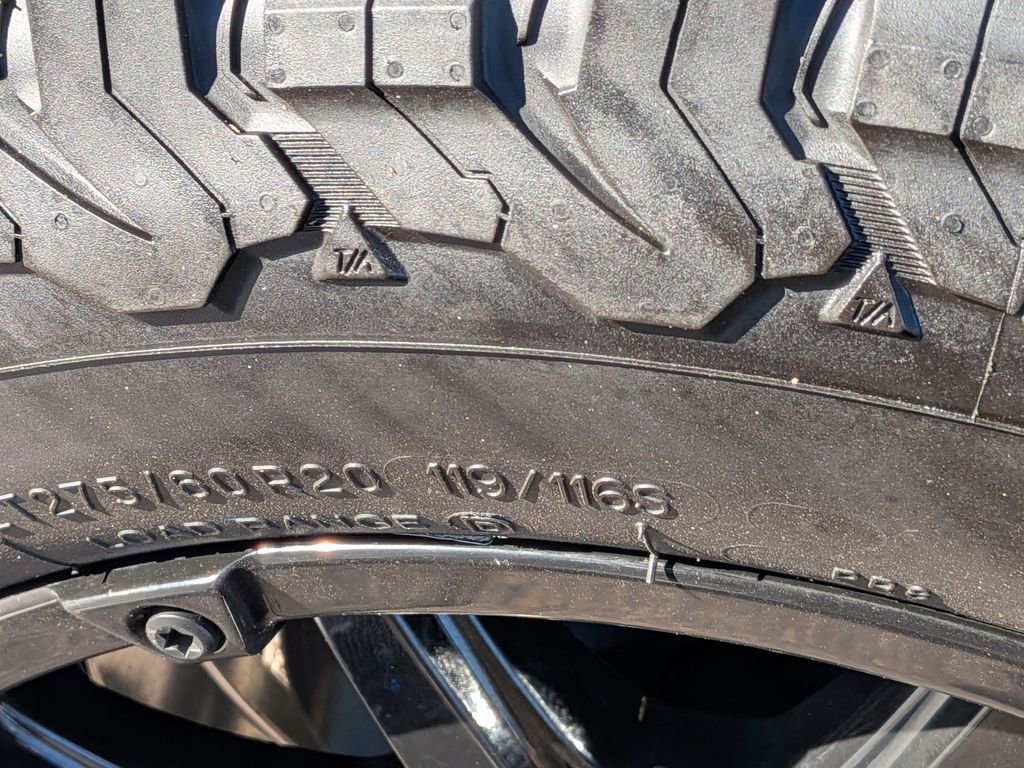 T/A
T/A
LT275/60R20 119/116S
LOAD RANGE D